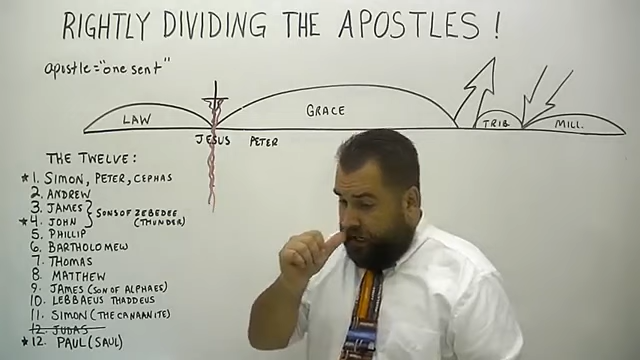 RIGHTLY DIVIDING THE APOSTLES !
apostle="one sent"
LAW
GRACE
TRIB
MILL.
JESUS PETER
THE TWELVE:
*1. SIMON, PETER, CEPHAS
2. ANDREW
3. JAMES
*4. JOHN
SONS OF ZEBEDEE
(THUNDER)
5. PHILLIP
6. BARTHOLOMEW
7. THOMAS
8. MATTHEW
9. JAMES (SON OF ALPHAES)
10. LEBBAEUS THADDEUS
11. SIMON (THE CANAANITE)
12. JUDAS
*12. PAUL (SAUL)